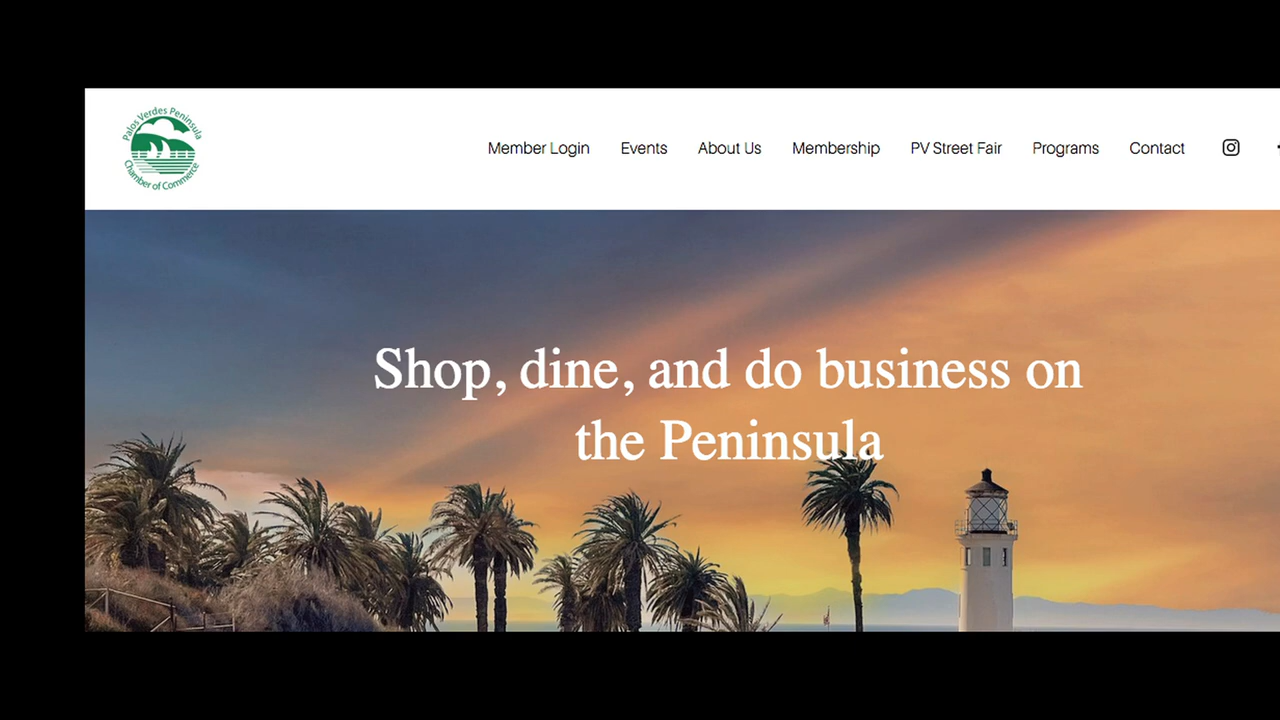 Palos Verdes Peninsula
Chamber of Commerce
Member Login Events About Us Membership PV Street Fair Programs Contact
Shop, dine, and do business on
the Peninsula